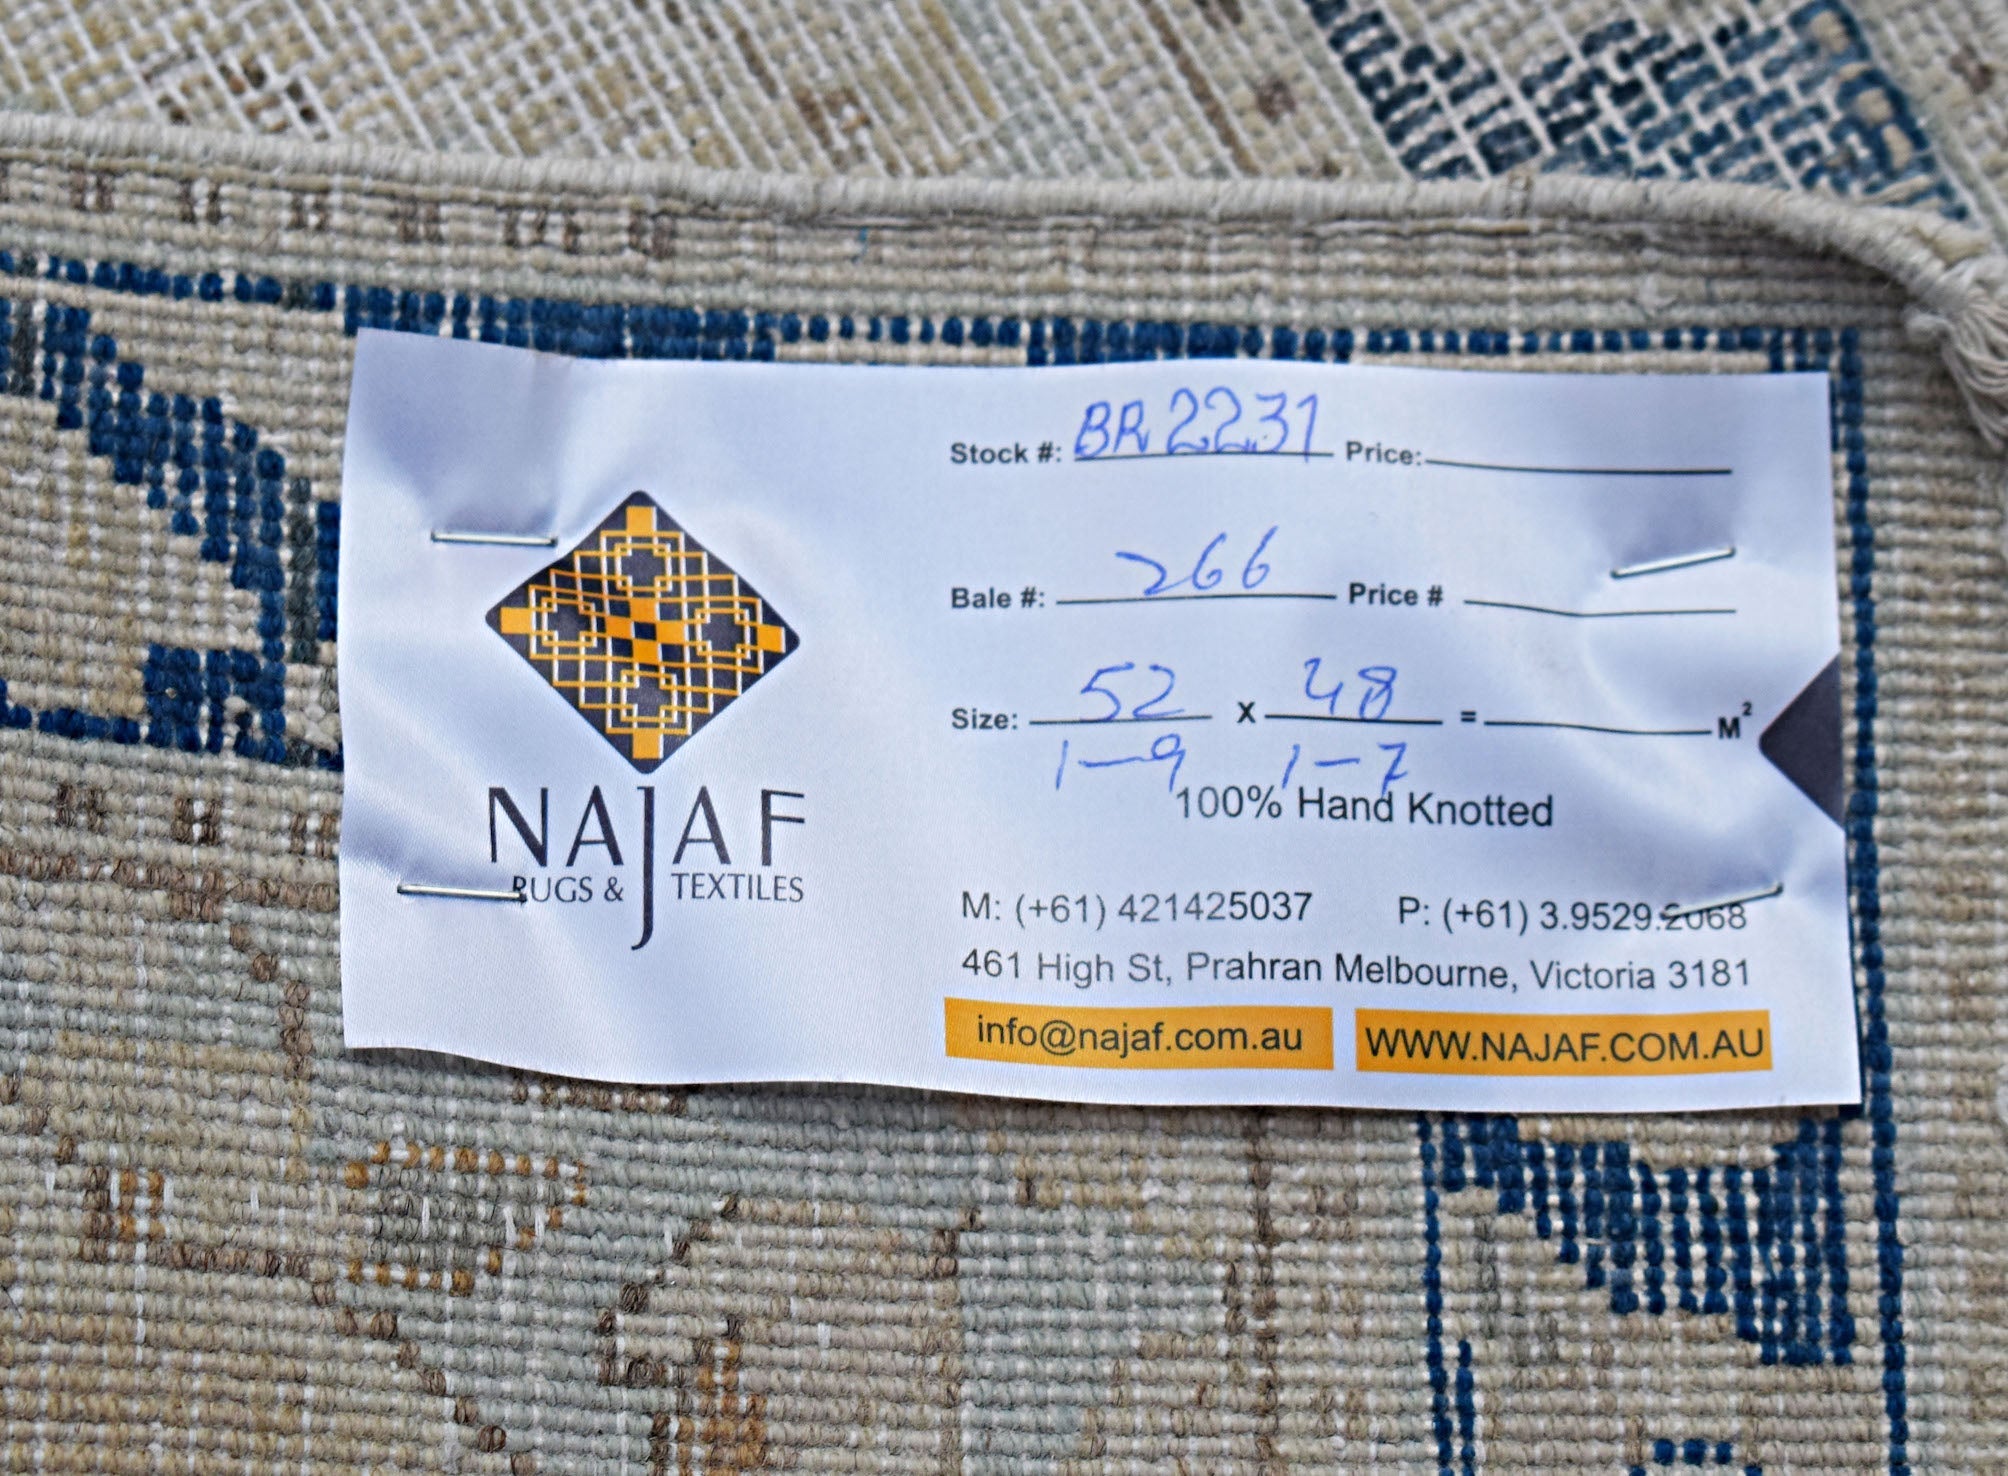 NAJAF
RUGS & TEXTILES
Stock #: BR2231 Price:
Bale #: 266 Price #
Size: 52 x 48 = M²
1-9 1-7
100% Hand Knotted
M: (+61) 421425037 P: (+61) 3.9529.2068
461 High St, Prahran Melbourne, Victoria 3181
info@najaf.com.au WWW.NAJAF.COM.AU